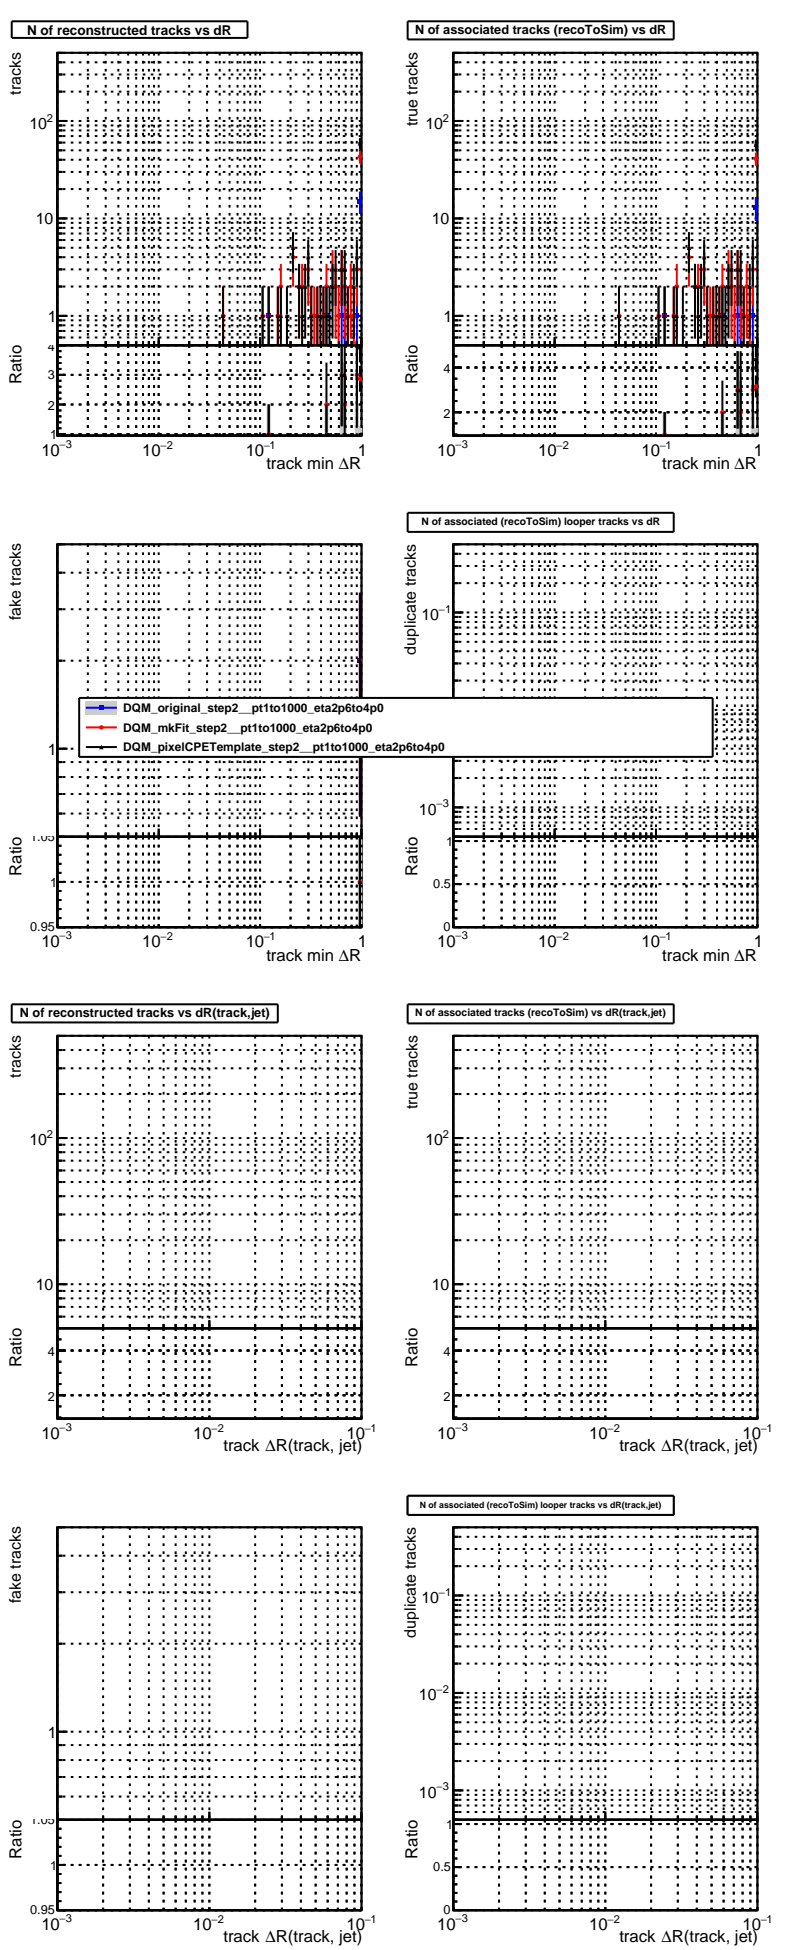 N of reconstructed tracks vs dR
N of associated tracks (recoToSim) vs dR
tracks
true tracks
10²
10
1
10²
10
1
Ratio
4
3
2
1
Ratio
4
2
10⁻³
10⁻²
10⁻¹
1
track min ΔR
10⁻³
10⁻²
10⁻¹
1
track min ΔR
N of associated (recoToSim) looper tracks vs dR
fake tracks
duplicate tracks
10⁻¹
DQM_original_step2__pt1to1000_eta2p6to4p0
DQM_mkFit_step2__pt1to1000_eta2p6to4p0
DQM_pixelCPETemplate_step2__pt1to1000_eta2p6to4p0
1
10⁻³
Ratio
1.05
1
0.95
Ratio
1
0.5
0
10⁻³
10⁻²
10⁻¹
1
track min ΔR
10⁻³
10⁻²
10⁻¹
1
track min ΔR
N of reconstructed tracks vs dR(track,jet)
N of associated tracks (recoToSim) vs dR(track,jet)
tracks
true tracks
10²
10
10²
10
Ratio
4
2
Ratio
4
2
10⁻³
10⁻²
10⁻¹
track ΔR(track, jet)
10⁻³
10⁻²
10⁻¹
track ΔR(track, jet)
N of associated (recoToSim) looper tracks vs dR(track,jet)
fake tracks
duplicate tracks
1
10⁻¹
10⁻²
10⁻³
Ratio
1.05
1
0.95
Ratio
1
0.5
0
10⁻³
10⁻²
10⁻¹
track ΔR(track, jet)
10⁻³
10⁻²
10⁻¹
track ΔR(track, jet)